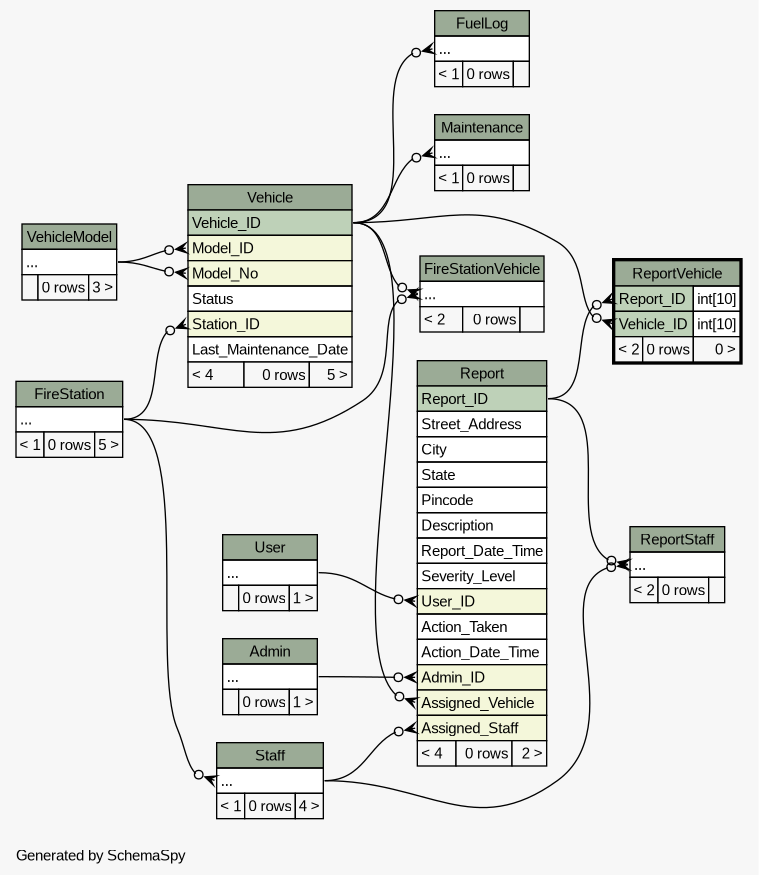 FuelLog
...
< 1 0 rows
Maintenance
...
< 1 0 rows
Vehicle
Vehicle_ID
Model_ID
Model_No
Status
Station_ID
Last_Maintenance_Date
< 4 0 rows 5 >
VehicleModel
...
0 rows 3 >
FireStationVehicle
...
< 2 0 rows
ReportVehicle
Report_ID int[10]
Vehicle_ID int[10]
< 2 0 rows 0 >
FireStation
...
< 1 0 rows 5 >
Report
Report_ID
Street_Address
City
State
Pincode
Description
Report_Date_Time
Severity_Level
User_ID
Action_Taken
Action_Date_Time
Admin_ID
Assigned_Vehicle
Assigned_Staff
< 4 0 rows 2 >
User
...
0 rows 1 >
ReportStaff
...
< 2 0 rows
Admin
...
0 rows 1 >
Staff
...
< 1 0 rows 4 >
Generated by SchemaSpy